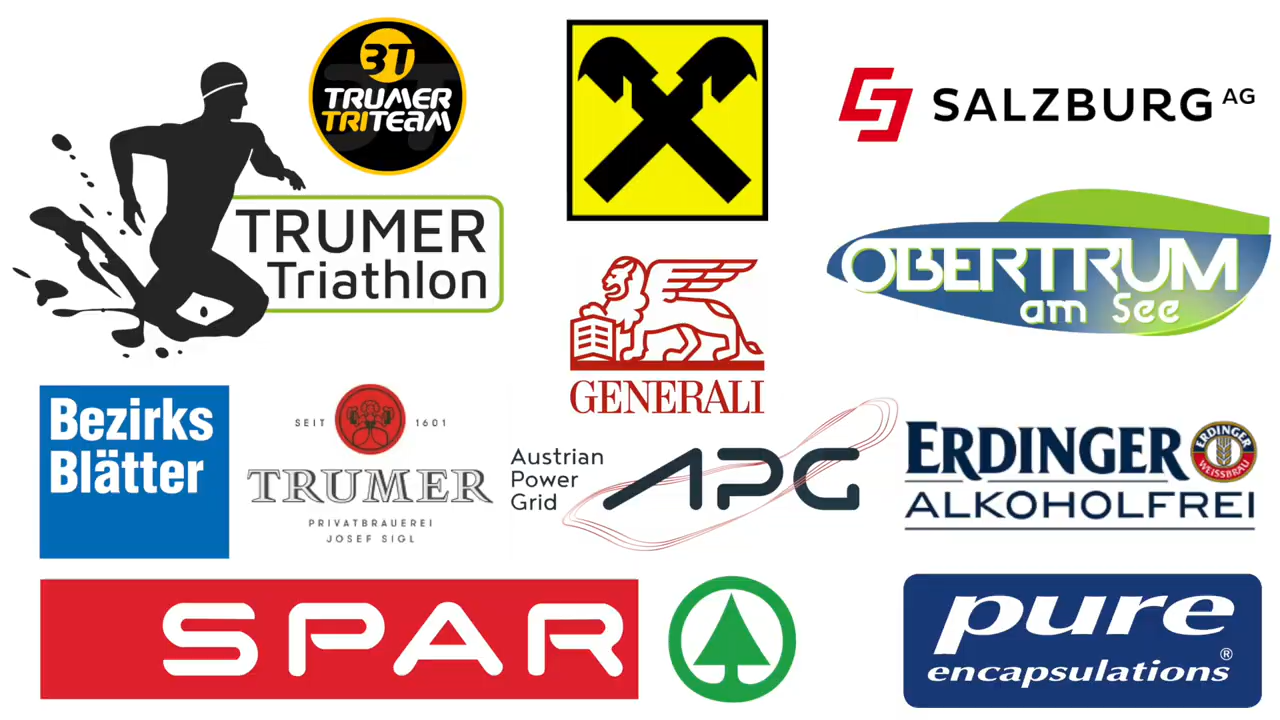 3T
TRUMER
TRITEAM
TRUMER
Triathlon
SALZBURG AG
OBERTRUM
am See
GENERALI
Bezirks
Blätter
SEIT 1601
TRUMER
PRIVATBRAUEREI
JOSEF SIGL
Austrian
Power
Grid
APG
ERDINGER
ERDINGER
WEISSBRÄU
ALKOHOLFREI
SPAR
pure
encapsulations®